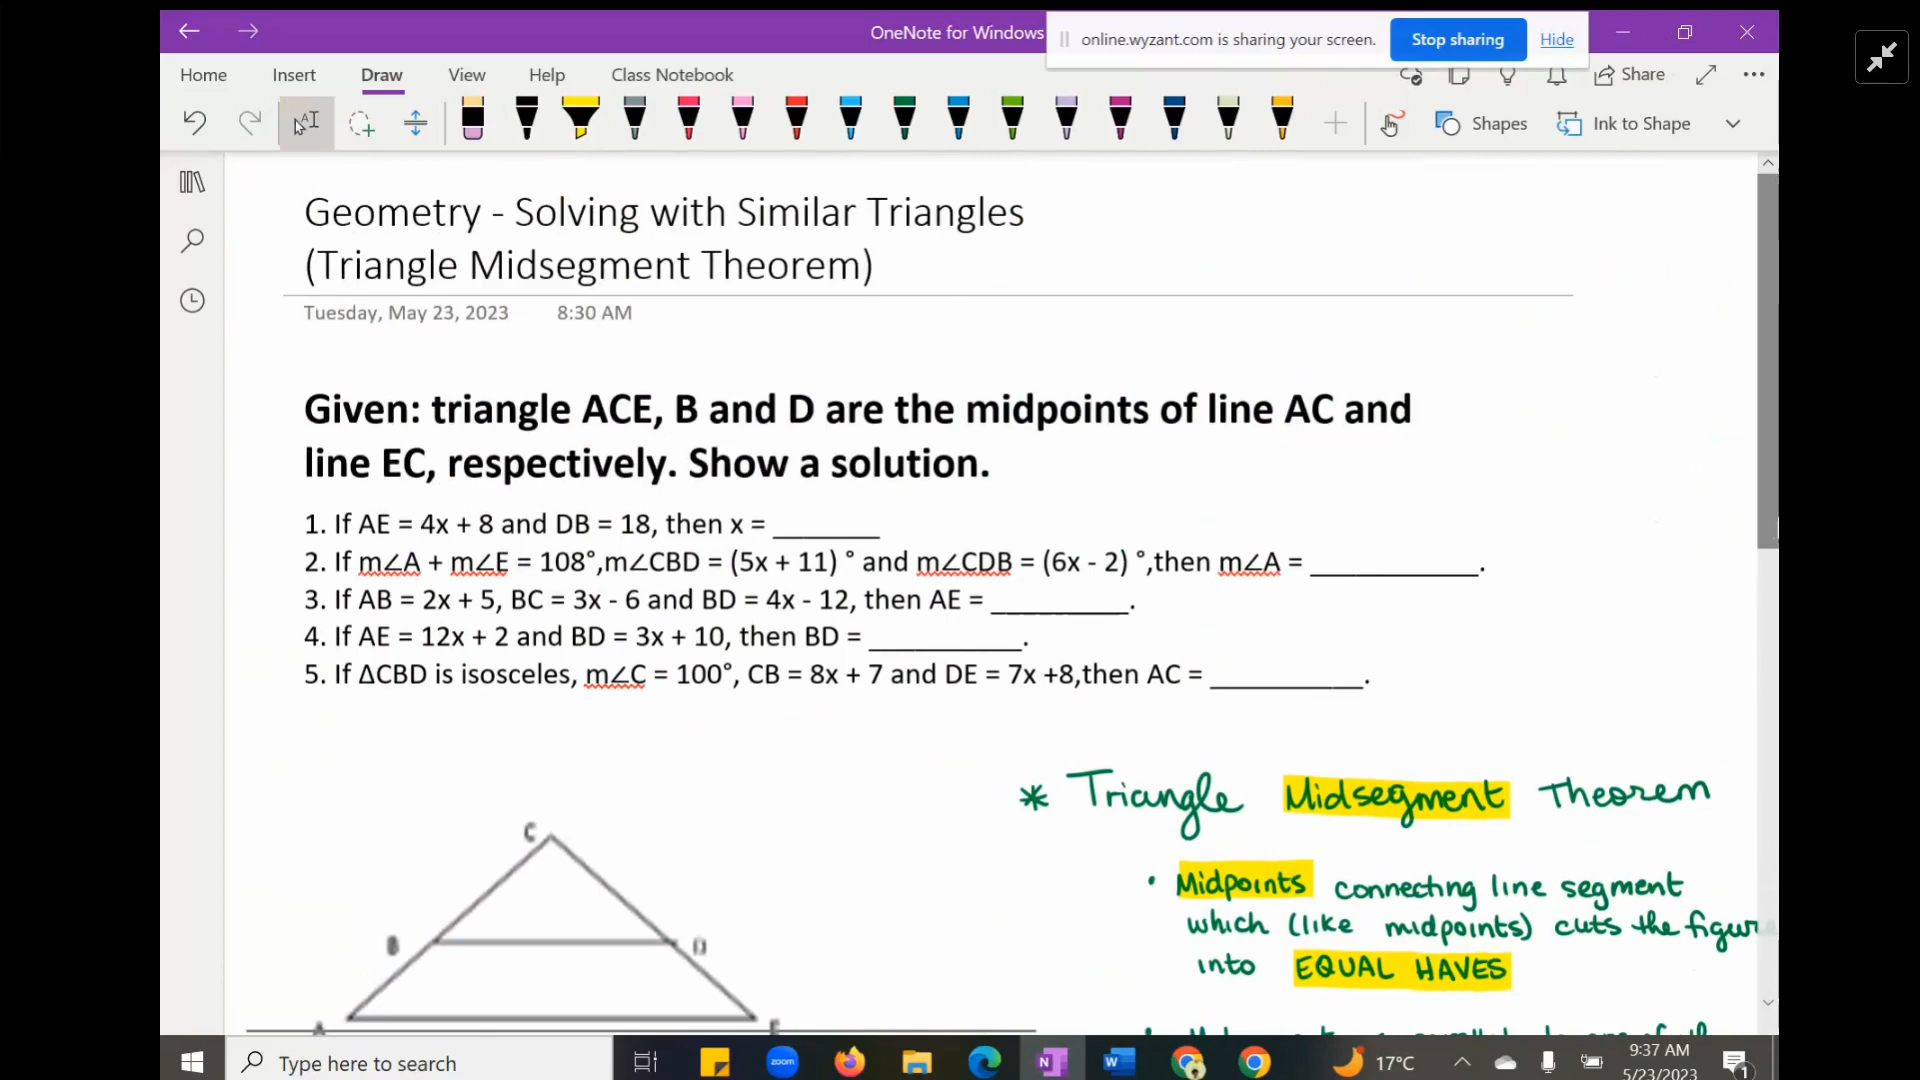 OneNote for Windows
online.wyzant.com is sharing your screen.
Stop sharing
Hide
Home
Insert
Draw
View
Help
Class Notebook
Share
Shapes
Ink to Shape
Geometry - Solving with Similar Triangles
(Triangle Midsegment Theorem)
Tuesday, May 23, 2023 8:30 AM
Given: triangle ACE, B and D are the midpoints of line AC and
line EC, respectively. Show a solution.
1. If AE = 4x + 8 and DB = 18, then x = _______
2. If m∠A + m∠E = 108°,m∠CBD = (5x + 11) ° and m∠CDB = (6x - 2) °,then m∠A = ___________.
3. If AB = 2x + 5, BC = 3x - 6 and BD = 4x - 12, then AE = _________.
4. If AE = 12x + 2 and BD = 3x + 10, then BD = __________.
5. If ΔCBD is isosceles, m∠C = 100°, CB = 8x + 7 and DE = 7x +8,then AC = __________.
* Triangle Midsegment Theorem
C
• Midpoints connecting line segment
which (like midpoints) cuts the figure
B D
into EQUAL HAVES
A E
Type here to search
zoom
17°C
9:37 AM
5/23/2023
1